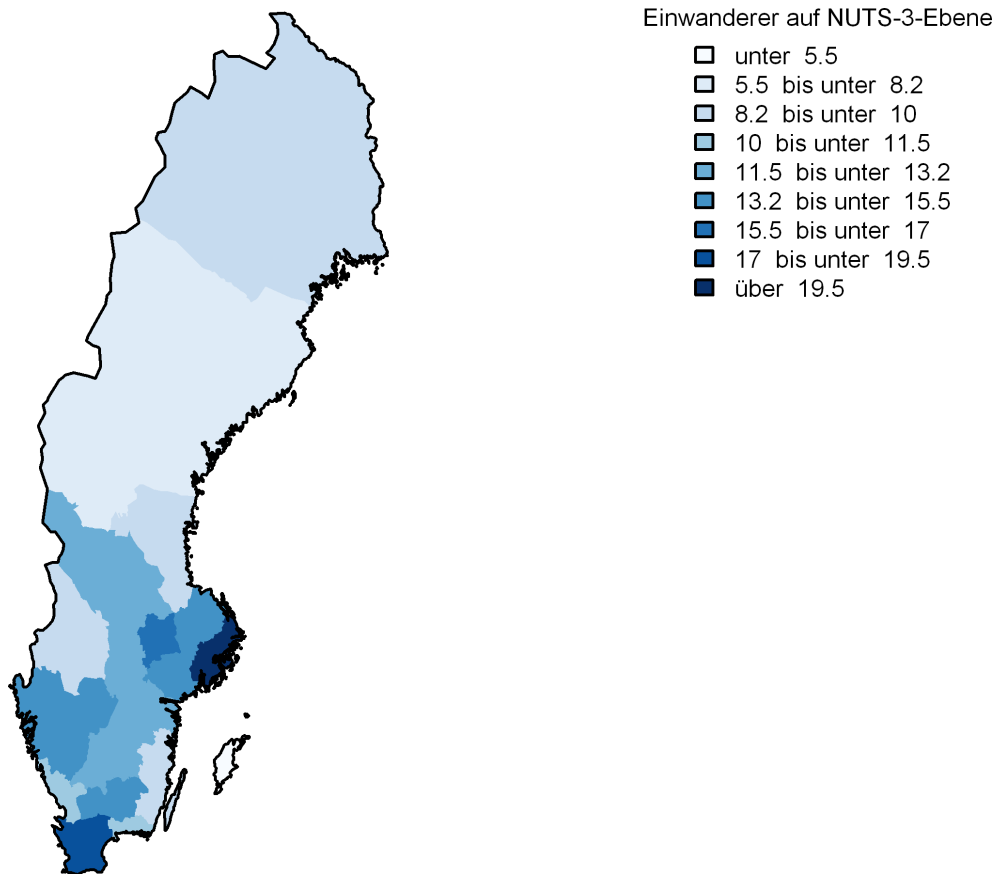 Einwanderer auf NUTS-3-Ebene
unter 5.5
5.5 bis unter 8.2
8.2 bis unter 10
10 bis unter 11.5
11.5 bis unter 13.2
13.2 bis unter 15.5
15.5 bis unter 17
17 bis unter 19.5
über 19.5